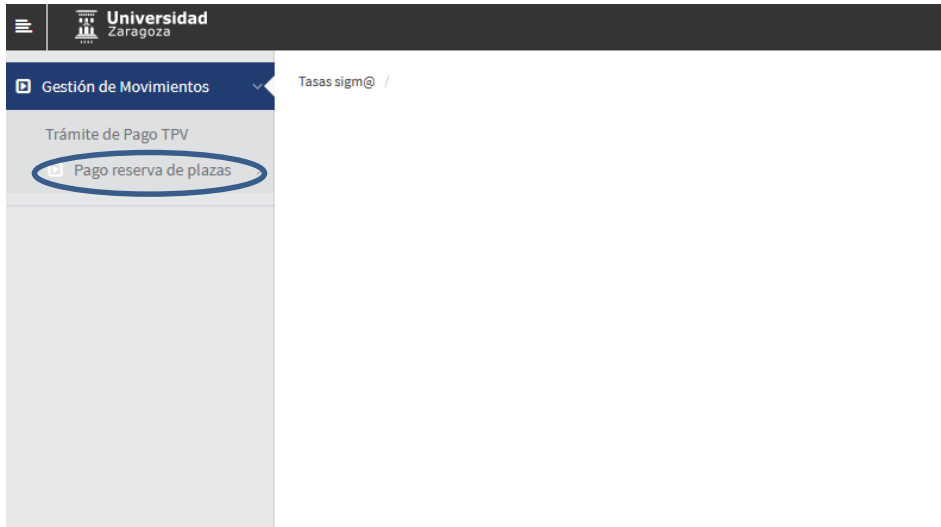 Universidad
Zaragoza
Gestión de Movimientos
Tasas sigm@ /
Trámite de Pago TPV
Pago reserva de plazas